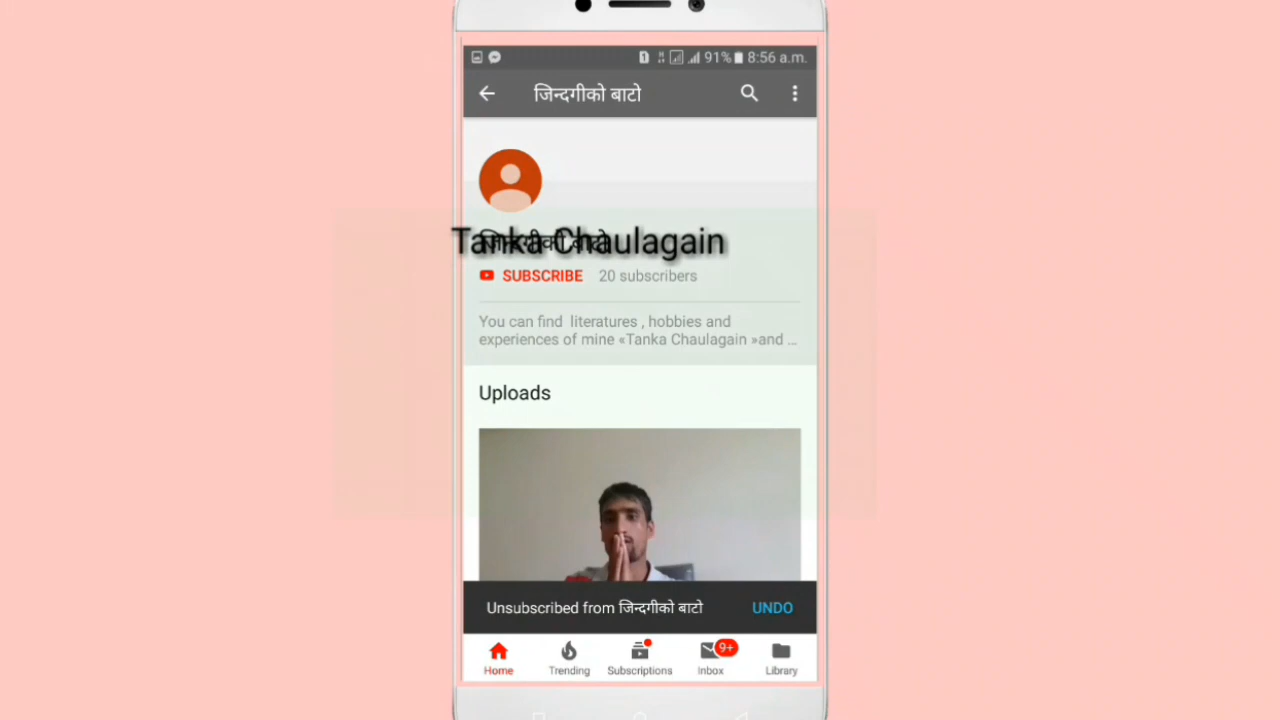 91% 8:56 a.m.
जिन्दगीको बाटो
जिन्दगीको बाटो
Tanka Chaulagain
SUBSCRIBE 20 subscribers
You can find literatures , hobbies and
experiences of mine «Tanka Chaulagain »and ...
Uploads
Unsubscribed from जिन्दगीको बाटो UNDO
9+
Home Trending Subscriptions Inbox Library